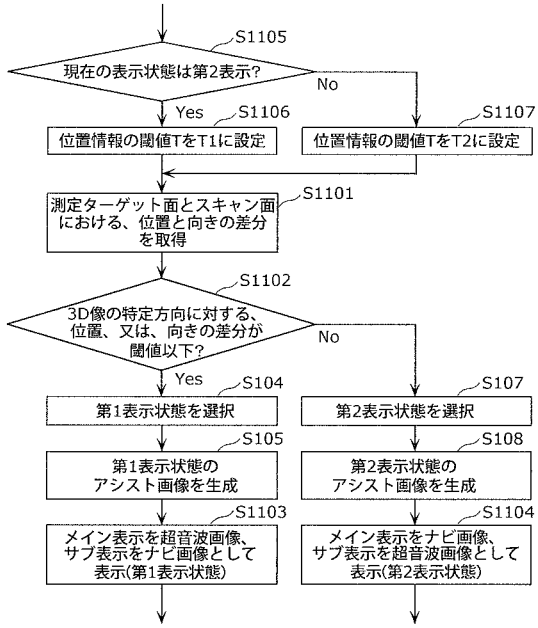 S1105
現在の表示状態は第2表示?
Yes
No
S1106
S1107
位置情報の閾値TをT1に設定
位置情報の閾値TをT2に設定
S1101
測定ターゲット面とスキャン面
における、位置と向きの差分
を取得
S1102
3D像の特定方向に対する、
位置、又は、向きの差分が
閾値以下?
Yes
No
S104
S107
第1表示状態を選択
第2表示状態を選択
S105
S108
第1表示状態の
アシスト画像を生成
第2表示状態の
アシスト画像を生成
S1103
S1104
メイン表示を超音波画像、
サブ表示をナビ画像として
表示(第1表示状態)
メイン表示をナビ画像、
サブ表示を超音波画像として
表示(第2表示状態)